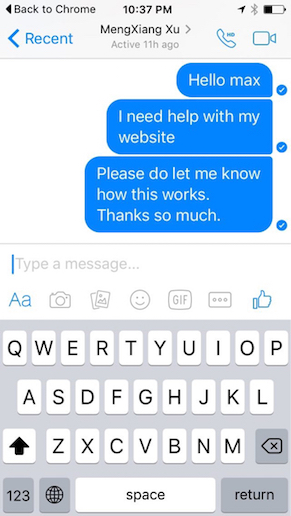 Back to Chrome 10:37 PM
Recent
MengXiang Xu
Active 11h ago
HD
Hello max
I need help with my
website
Please do let me know
how this works.
Thanks so much.
Type a message...
Aa GIF
Q W E R T Y U I O P
A S D F G H J K L
Z X C V B N M
123 space return